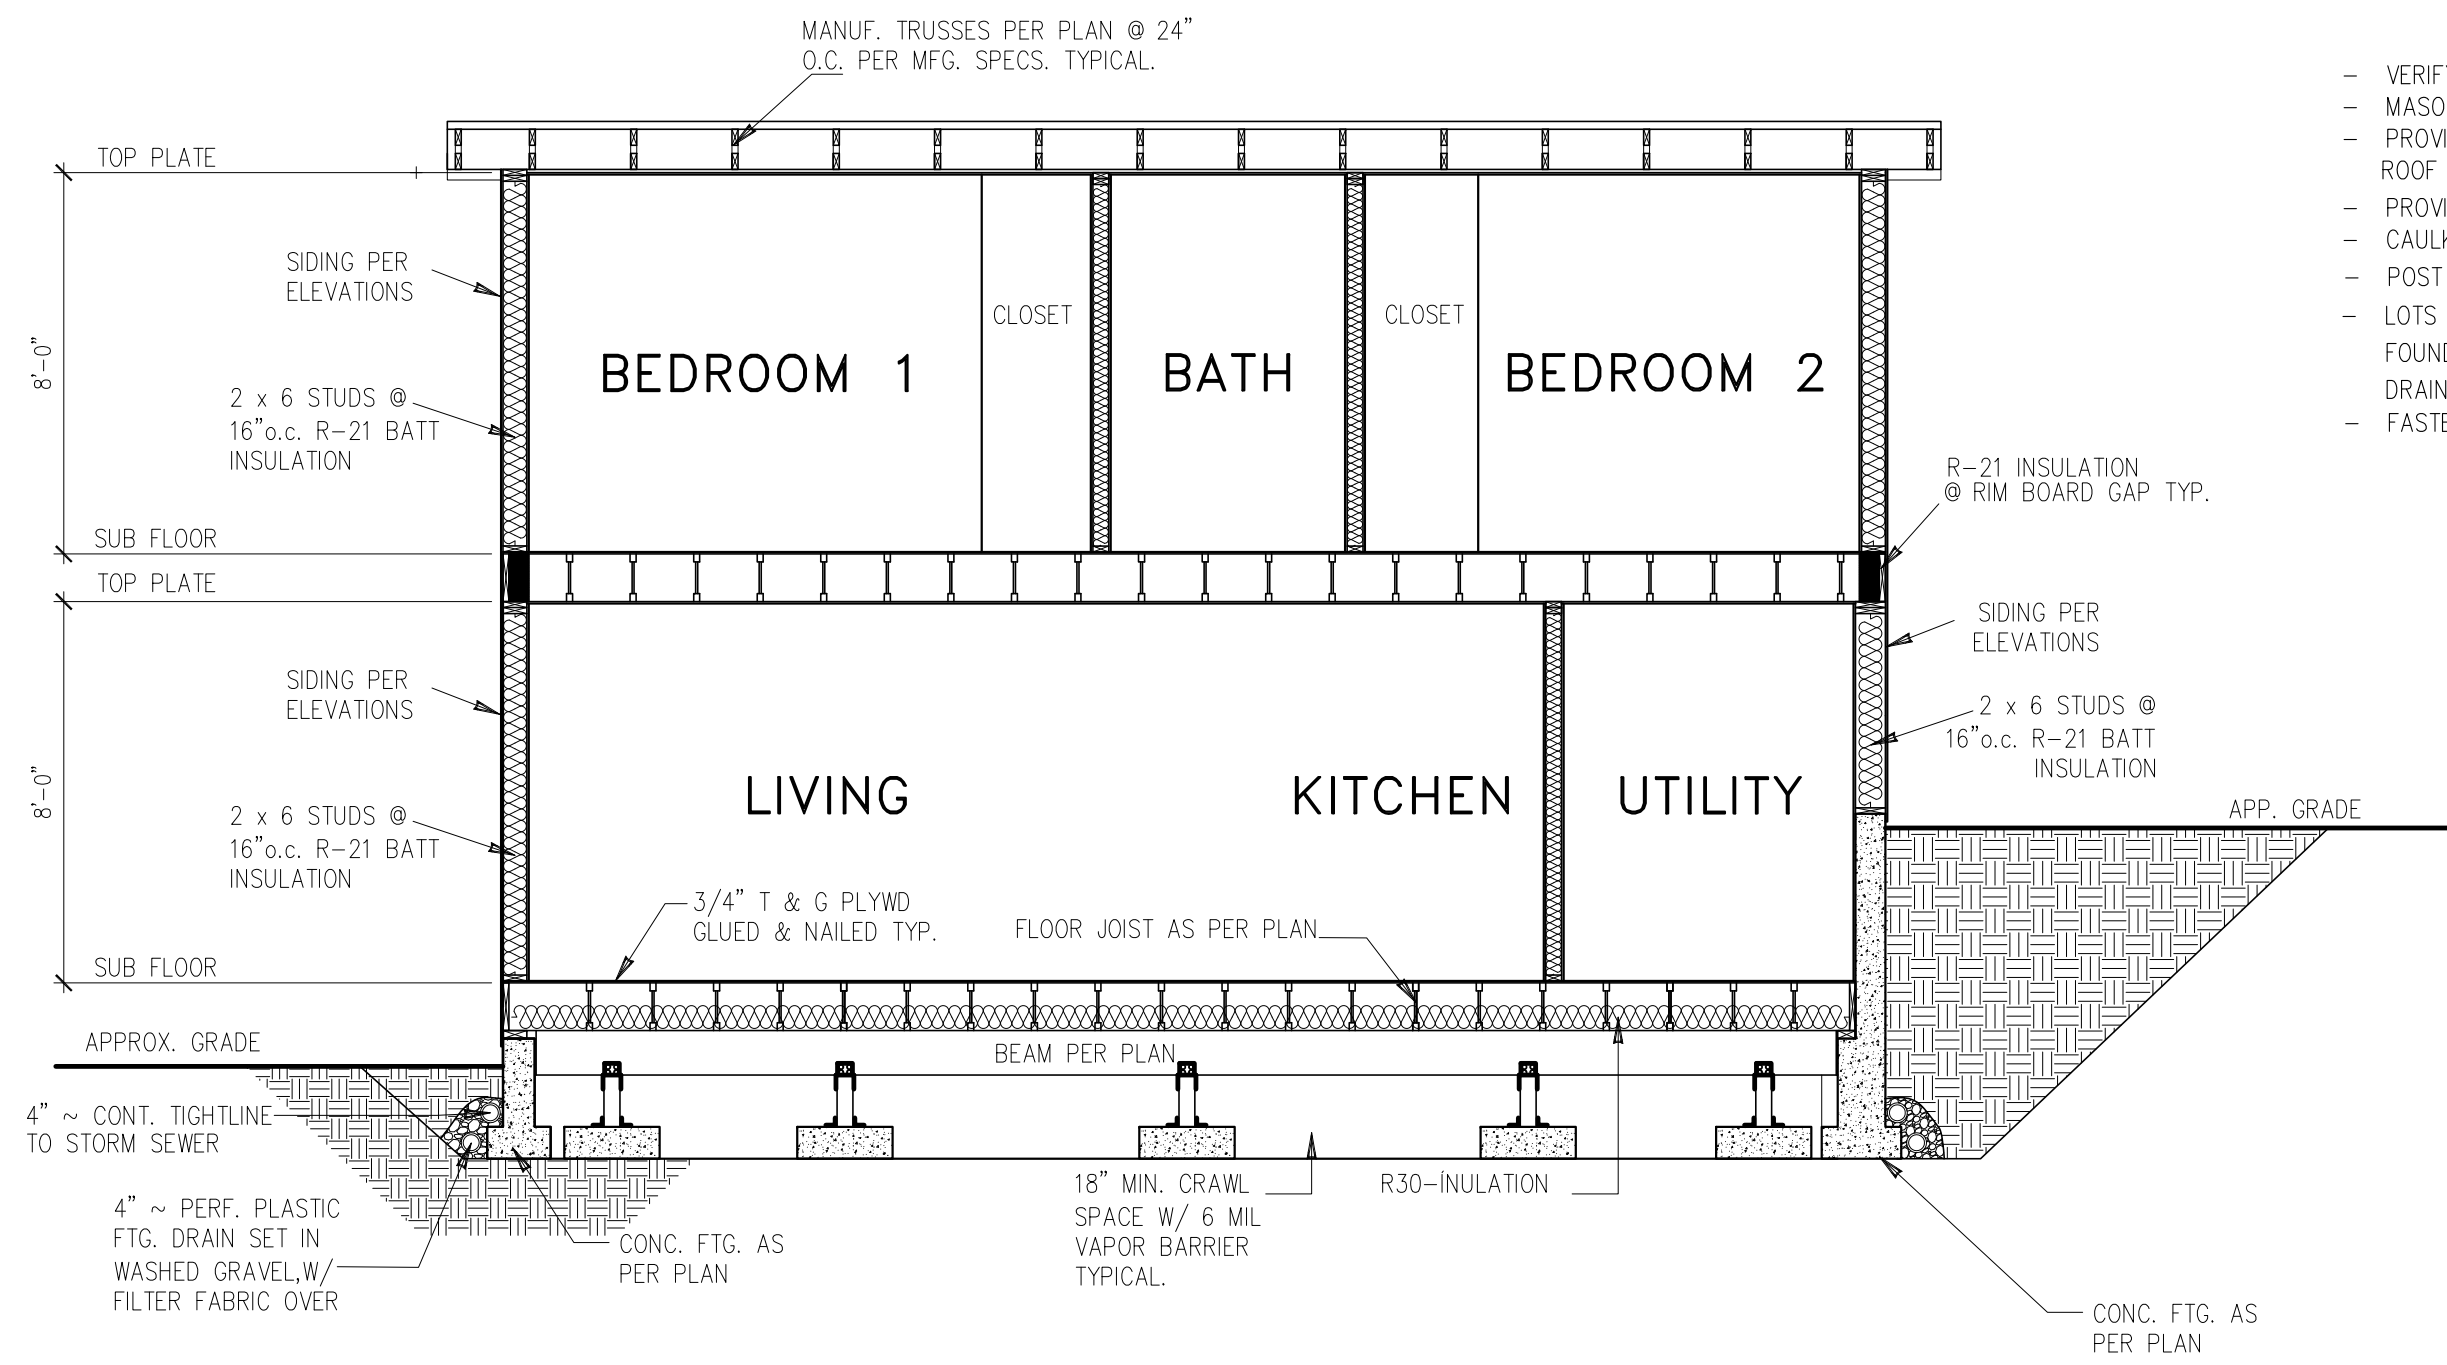 MANUF. TRUSSES PER PLAN @ 24"
O.C. PER MFG. SPECS. TYPICAL.
TOP PLATE
SIDING PER
ELEVATIONS
8'-0"
2 x 6 STUDS @
16"o.c. R-21 BATT
INSULATION
SUB FLOOR
TOP PLATE
CLOSET
CLOSET
BEDROOM 1
BATH
BEDROOM 2
R-21 INSULATION
@ RIM BOARD GAP TYP.
SIDING PER
ELEVATIONS
8'-0"
2 x 6 STUDS @
16"o.c. R-21 BATT
INSULATION
SUB FLOOR
LIVING
KITCHEN
UTILITY
SIDING PER
ELEVATIONS
2 x 6 STUDS @
16"o.c. R-21 BATT
INSULATION
APP. GRADE
3/4" T & G PLYWD
GLUED & NAILED TYP.
FLOOR JOIST AS PER PLAN
APPROX. GRADE
BEAM PER PLAN
4" ~ CONT. TIGHTLINE
TO STORM SEWER
4" ~ PERF. PLASTIC
FTG. DRAIN SET IN
WASHED GRAVEL,W/
FILTER FABRIC OVER
CONC. FTG. AS
PER PLAN
18" MIN. CRAWL
SPACE W/ 6 MIL
VAPOR BARRIER
TYPICAL.
R30-ÍNULATION
CONC. FTG. AS
PER PLAN
-
-
-
ROOF
-
-
- POST
- LOTS
-